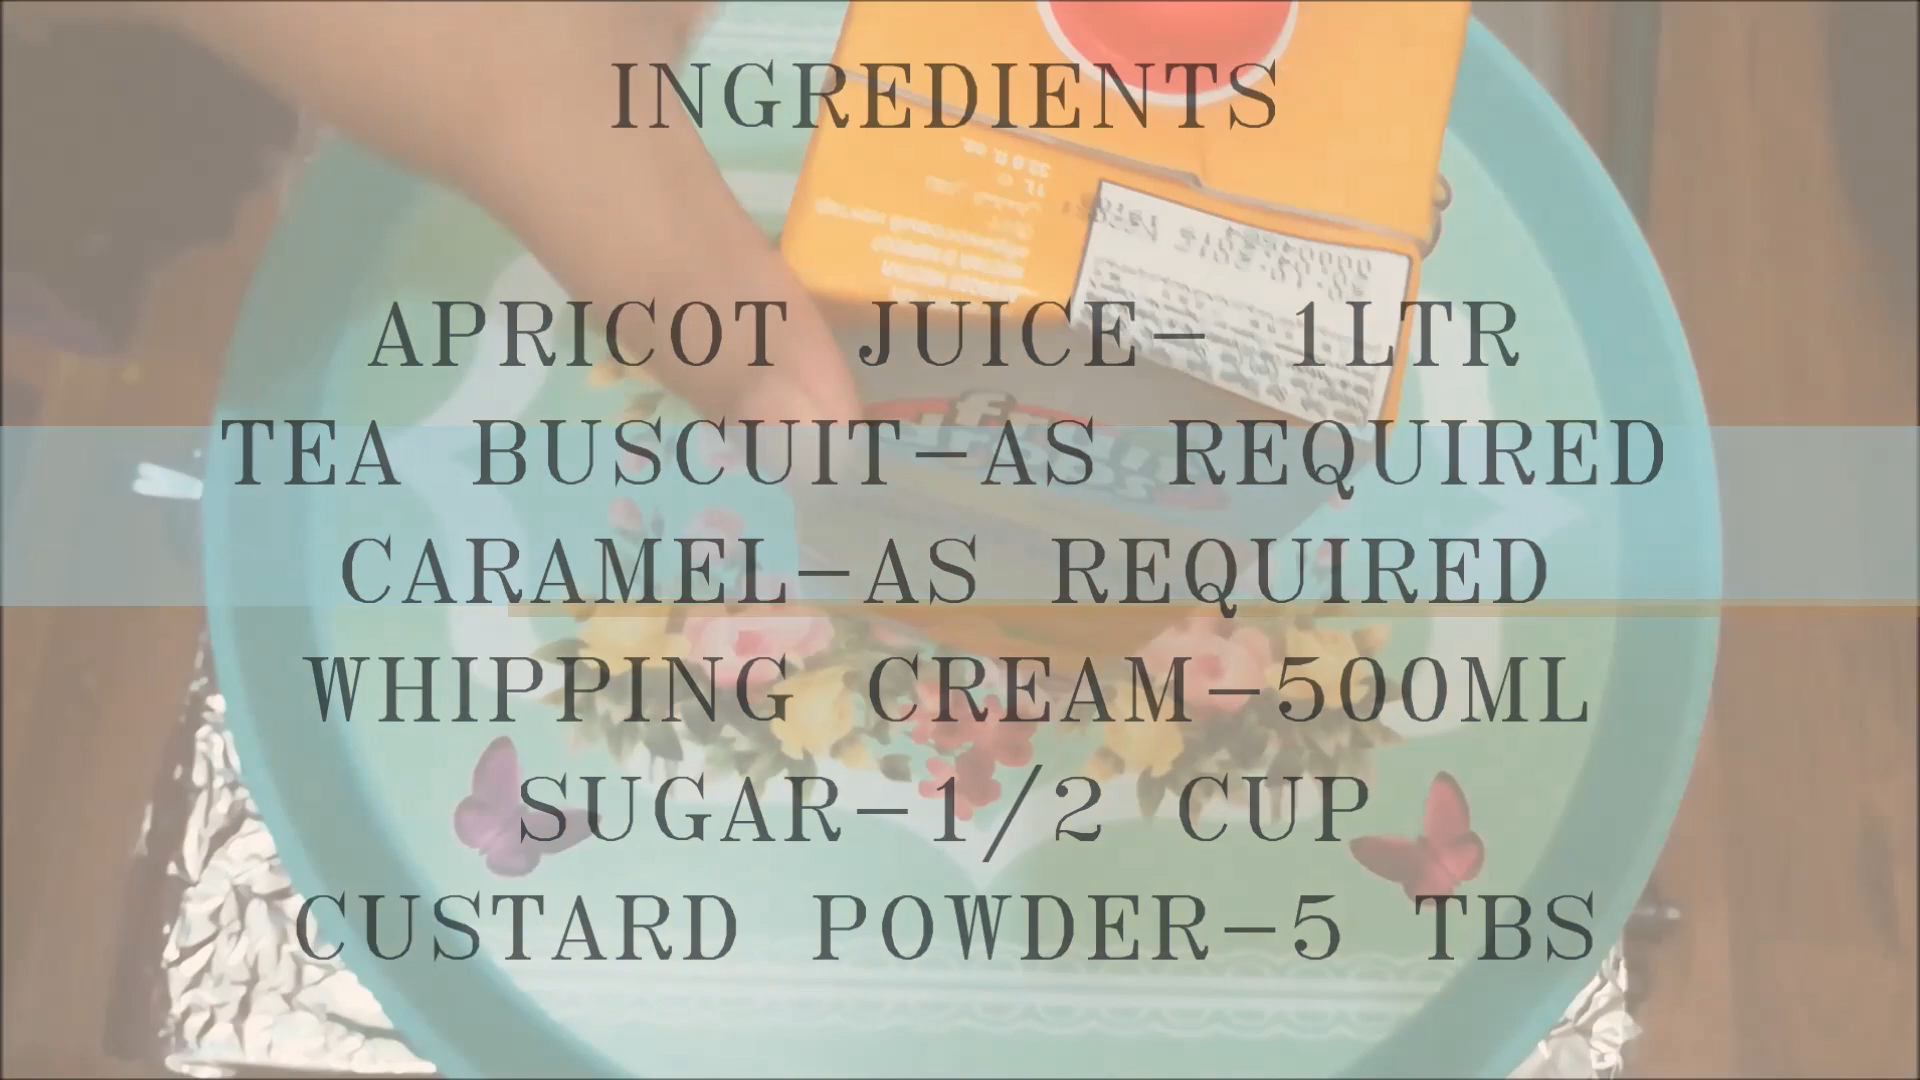 INGREDIENTS
APRICOT JUICE- 1LTR
TEA BUSCUIT-AS REQUIRED
CARAMEL-AS REQUIRED
WHIPPING CREAM-500ML
SUGAR-1/2 CUP
CUSTARD POWDER-5 TBS